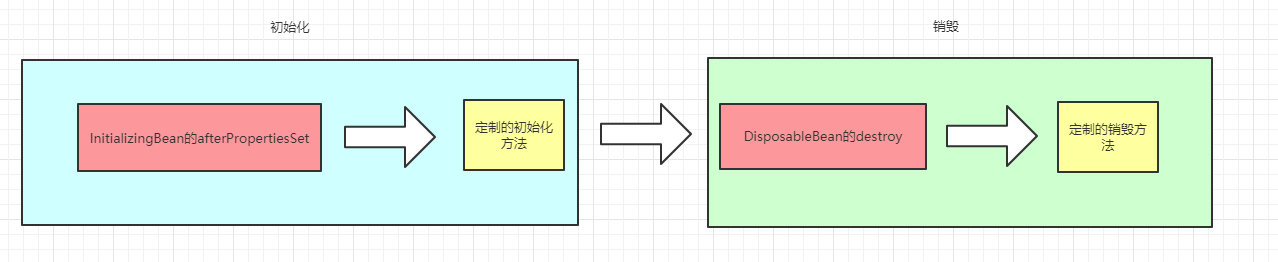 初始化
销毁
InitializingBean的afterPropertiesSet
定制的初始化
方法
DisposableBean的destroy
定制的销毁方
法